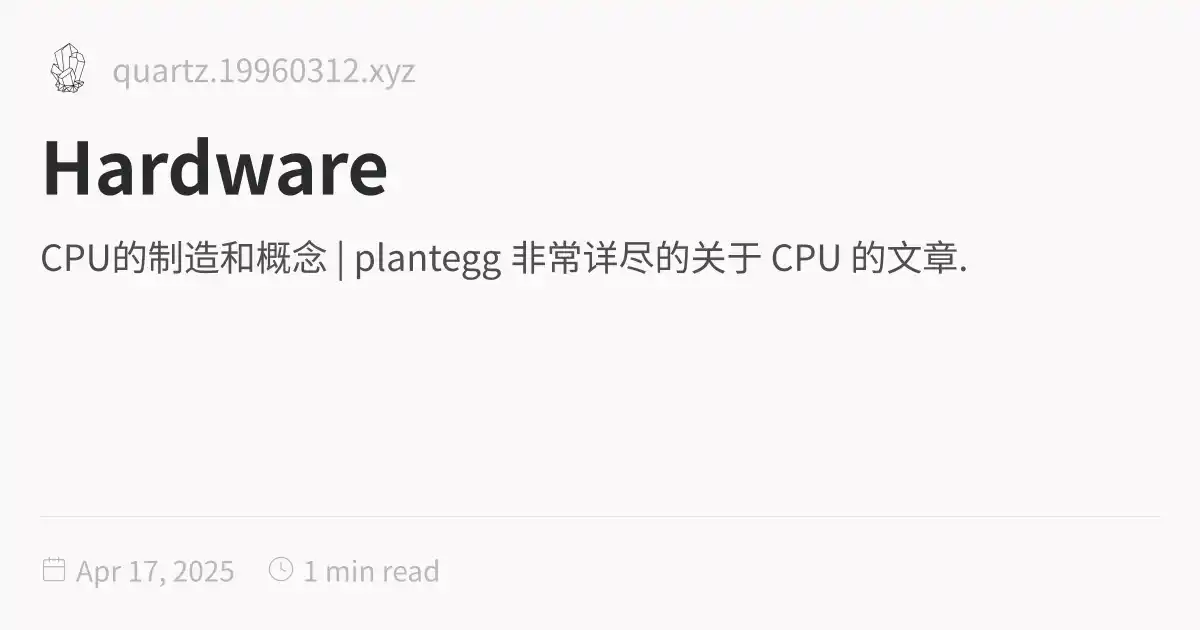 quartz.19960312.xyz
Hardware
CPU的制造和概念 | plantegg 非常详尽的关于 CPU 的文章.
Apr 17, 2025 1 min read